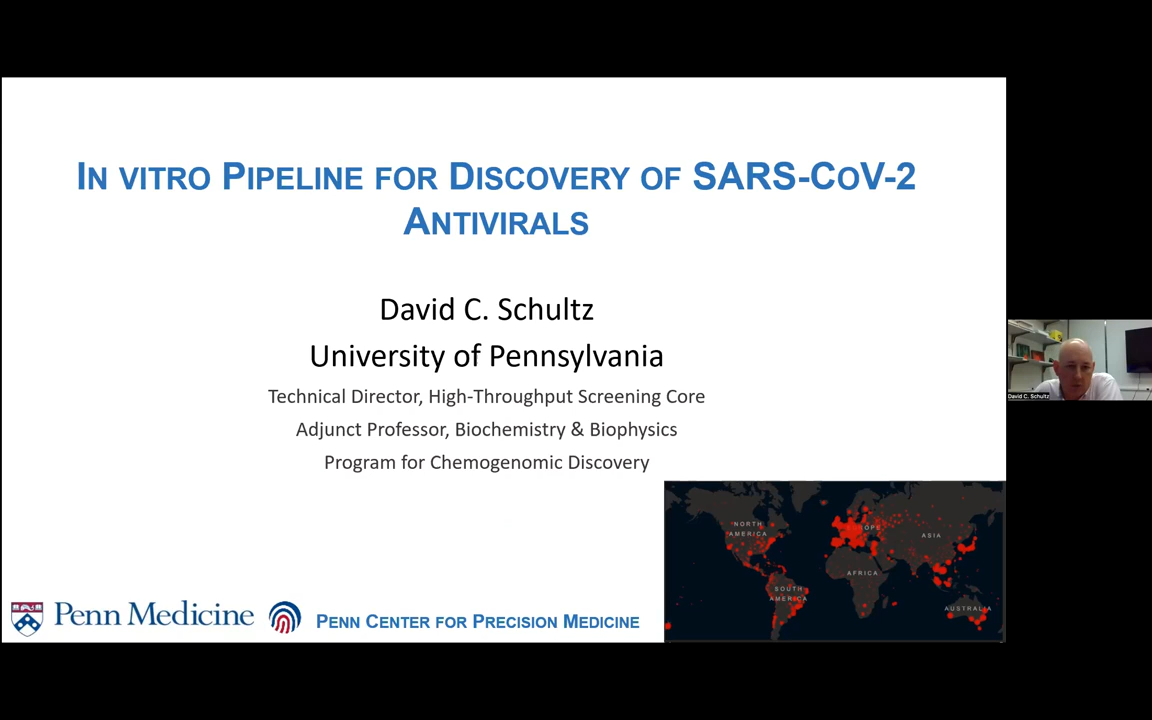 IN VITRO PIPELINE FOR DISCOVERY OF SARS-COV-2
ANTIVIRALS
David C. Schultz
University of Pennsylvania
Technical Director, High-Throughput Screening Core
Adjunct Professor, Biochemistry & Biophysics
Program for Chemogenomic Discovery
NORTH
AMERICA
ASIA
AFRICA
SOUTH
AMERICA
AUSTRALIA
Penn Medicine
PENN CENTER FOR PRECISION MEDICINE
David C. Schultz